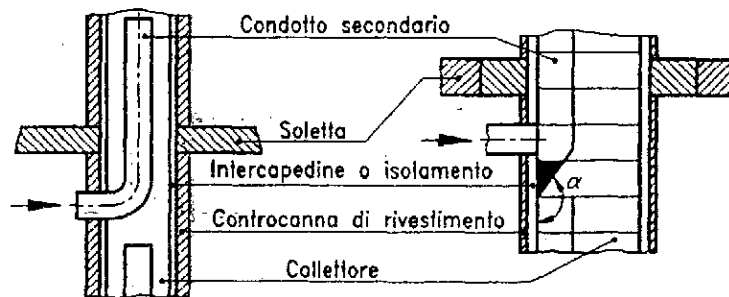 Condotto secondario
Soletta
Intercapedine o isolamento
α
Controcanna di rivestimento
Collettore